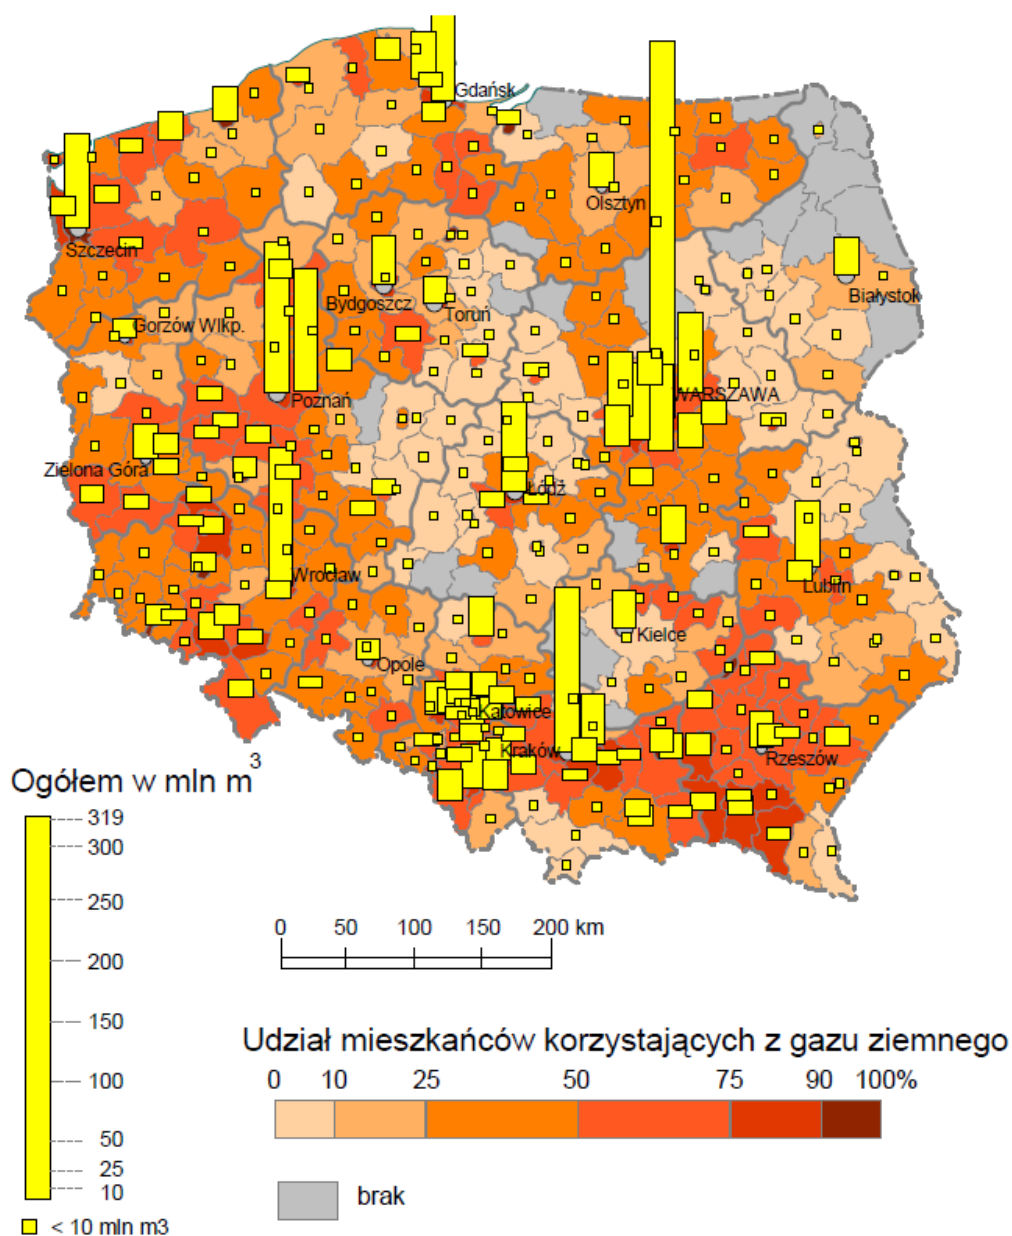 Gdańsk
Olsztyn
Szczecin
Białystok
Bydgoszcz
Toruń
Gorzów Wlkp.
WARSZAWA
Poznań
Zielona Góra
Łódź
Wrocław
Lublin
Kielce
Opole
Katowice
Kraków
Rzeszów
Ogółem w mln m3
319
300
250
200
150
100
50
25
10
< 10 mln m3
0 50 100 150 200 km
Udział mieszkańców korzystających z gazu ziemnego
0 10 25 50 75 90 100%
brak